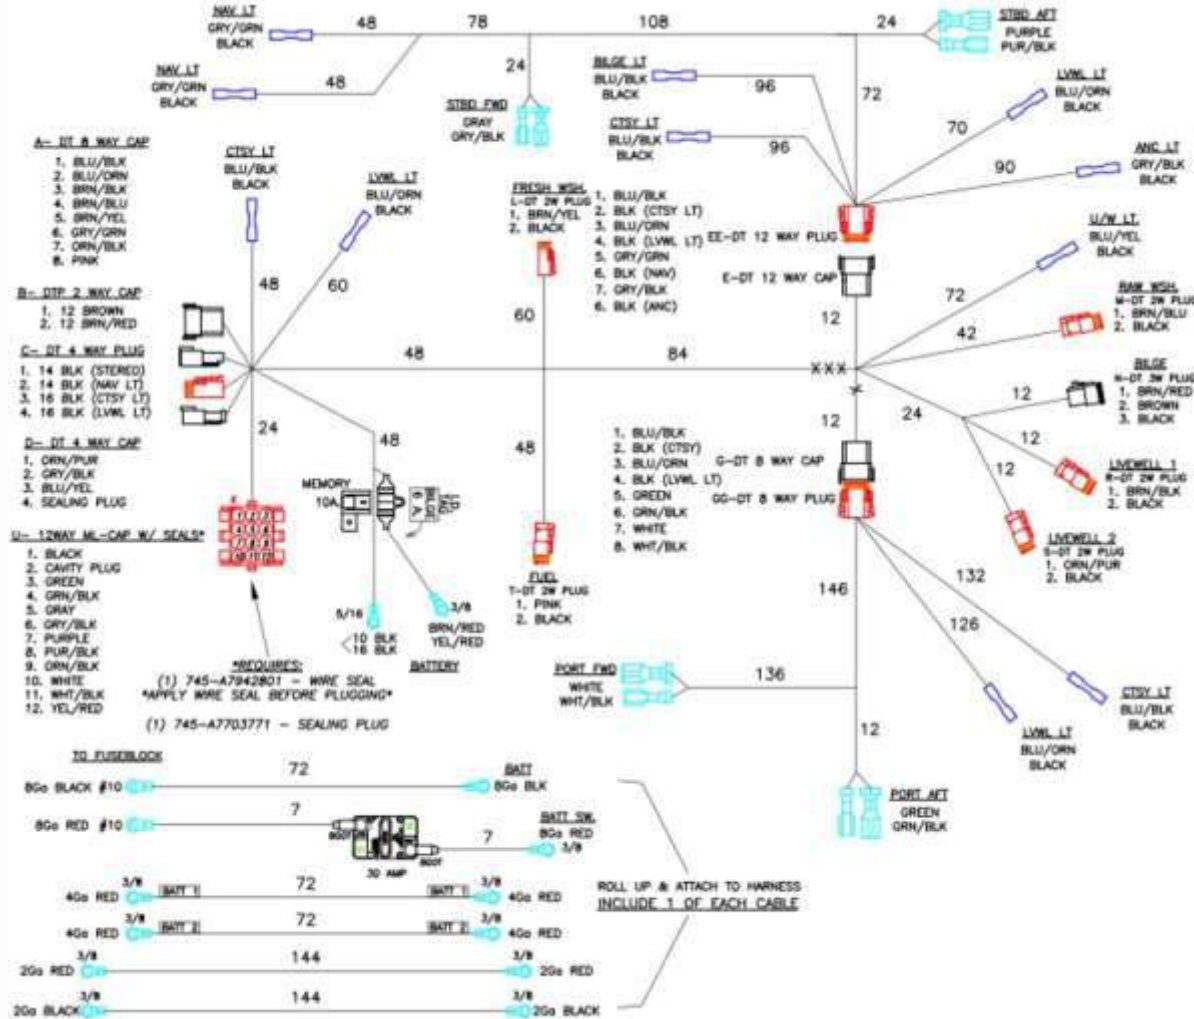 NAV LT
GRY/GRN
BLACK
48
78
108
24
STBD AFT
PURPLE
PUR/BLK
NAV LT
GRY/GRN
BLACK
48
24
STBD FWD
GRAY
GRY/BLK
BILGE LT
BLU/BLK
BLACK
96
CTSY LT
BLU/BLK
BLACK
96
72
LVWL LT
BLU/ORN
BLACK
70
ANC LT
GRY/BLK
BLACK
90
A- DT 8 WAY CAP
1. BLU/BLK
2. BLU/ORN
3. BRN/BLK
4. BRN/BLU
5. BRN/YEL
6. GRY/GRN
7. ORN/BLK
8. PINK
CTSY LT
BLU/BLK
BLACK
LVWL LT
BLU/ORN
BLACK
48
60
FRESH WSH.
L-DT 2W PLUG
1. BRN/YEL
2. BLACK
1. BLU/BLK
2. BLK (CTSY LT)
3. BLU/ORN
4. BLK (LVWL LT)
5. GRY/GRN
6. BLK (NAV)
7. GRY/BLK
6. BLK (ANC)
EE-DT 12 WAY PLUG
E-DT 12 WAY CAP
12
U/W LT.
BLU/YEL
BLACK
72
RAW WSH.
M-DT 2W PLUG
1. BRN/BLU
2. BLACK
42
B- DTP 2 WAY CAP
1. 12 BROWN
2. 12 BRN/RED
C- DT 4 WAY PLUG
1. 14 BLK (STEREO)
2. 14 BLK (NAV LT)
3. 16 BLK (CTSY LT)
4. 16 BLK (LVWL LT)
D- DT 4 WAY CAP
1. ORN/PUR
2. GRY/BLK
3. BLU/YEL
4. SEALING PLUG
48
60
84
XXX
24
48
48
12
24
BILGE
N-DT 3W PLUG
1. BRN/RED
2. BROWN
3. BLACK
12
12
12
LIVEWELL 1
R-DT 2W PLUG
1. BRN/BLK
2. BLACK
LIVEWELL 2
S-DT 2W PLUG
1. ORN/PUR
2. BLACK
1. BLU/BLK
2. BLK (CTSY)
3. BLU/ORN
4. BLK (LVWL LT)
5. GREEN
6. GRN/BLK
7. WHITE
8. WHT/BLK
G-DT 8 WAY CAP
GG-DT 8 WAY PLUG
U- 12WAY ML-CAP W/ SEALS*
1. BLACK
2. CAVITY PLUG
3. GREEN
4. GRN/BLK
5. GRAY
6. GRY/BLK
7. PURPLE
8. PUR/BLK
9. ORN/BLK
10. WHITE
11. WHT/BLK
12. YEL/RED
MEMORY
10A
BILGE
5/16
10 BLK
16 BLK
3/8
BRN/RED
YEL/RED
BATTERY
FUEL
T-DT 2W PLUG
1. PINK
2. BLACK
*REQUIRES:
(1) 745-A7942801 - WIRE SEAL
*APPLY WIRE SEAL BEFORE PLUGGING*
(1) 745-A7703771 - SEALING PLUG
146
132
126
PORT FWD
WHITE
WHT/BLK
136
12
LVWL LT
BLU/ORN
BLACK
CTSY LT
BLU/BLK
BLACK
PORT AFT
GREEN
GRN/BLK
TO FUSEBLOCK
8Ga BLACK #10
72
BATT
8Ga BLK
8Ga RED #10
7
BOOT
30 AMP
BOOT
7
BATT SW.
8Ga RED
3/8
4Ga RED
3/8
BATT 1
72
BATT 1
3/8
4Ga RED
4Ga RED
3/8
BATT 2
72
BATT 2
3/8
4Ga RED
2Ga RED
3/8
144
3/8
2Ga RED
2Ga BLACK
3/8
144
3/8
2Ga BLACK
ROLL UP & ATTACH TO HARNESS
INCLUDE 1 OF EACH CABLE